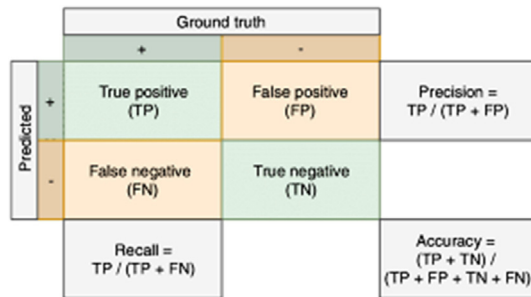 Ground truth
+ -
Predicted
+
True positive
(TP)
False positive
(FP)
Precision =
TP / (TP + FP)
-
False negative
(FN)
True negative
(TN)
Recall =
TP / (TP + FN)
Accuracy =
(TP + TN) /
(TP + FP + TN + FN)